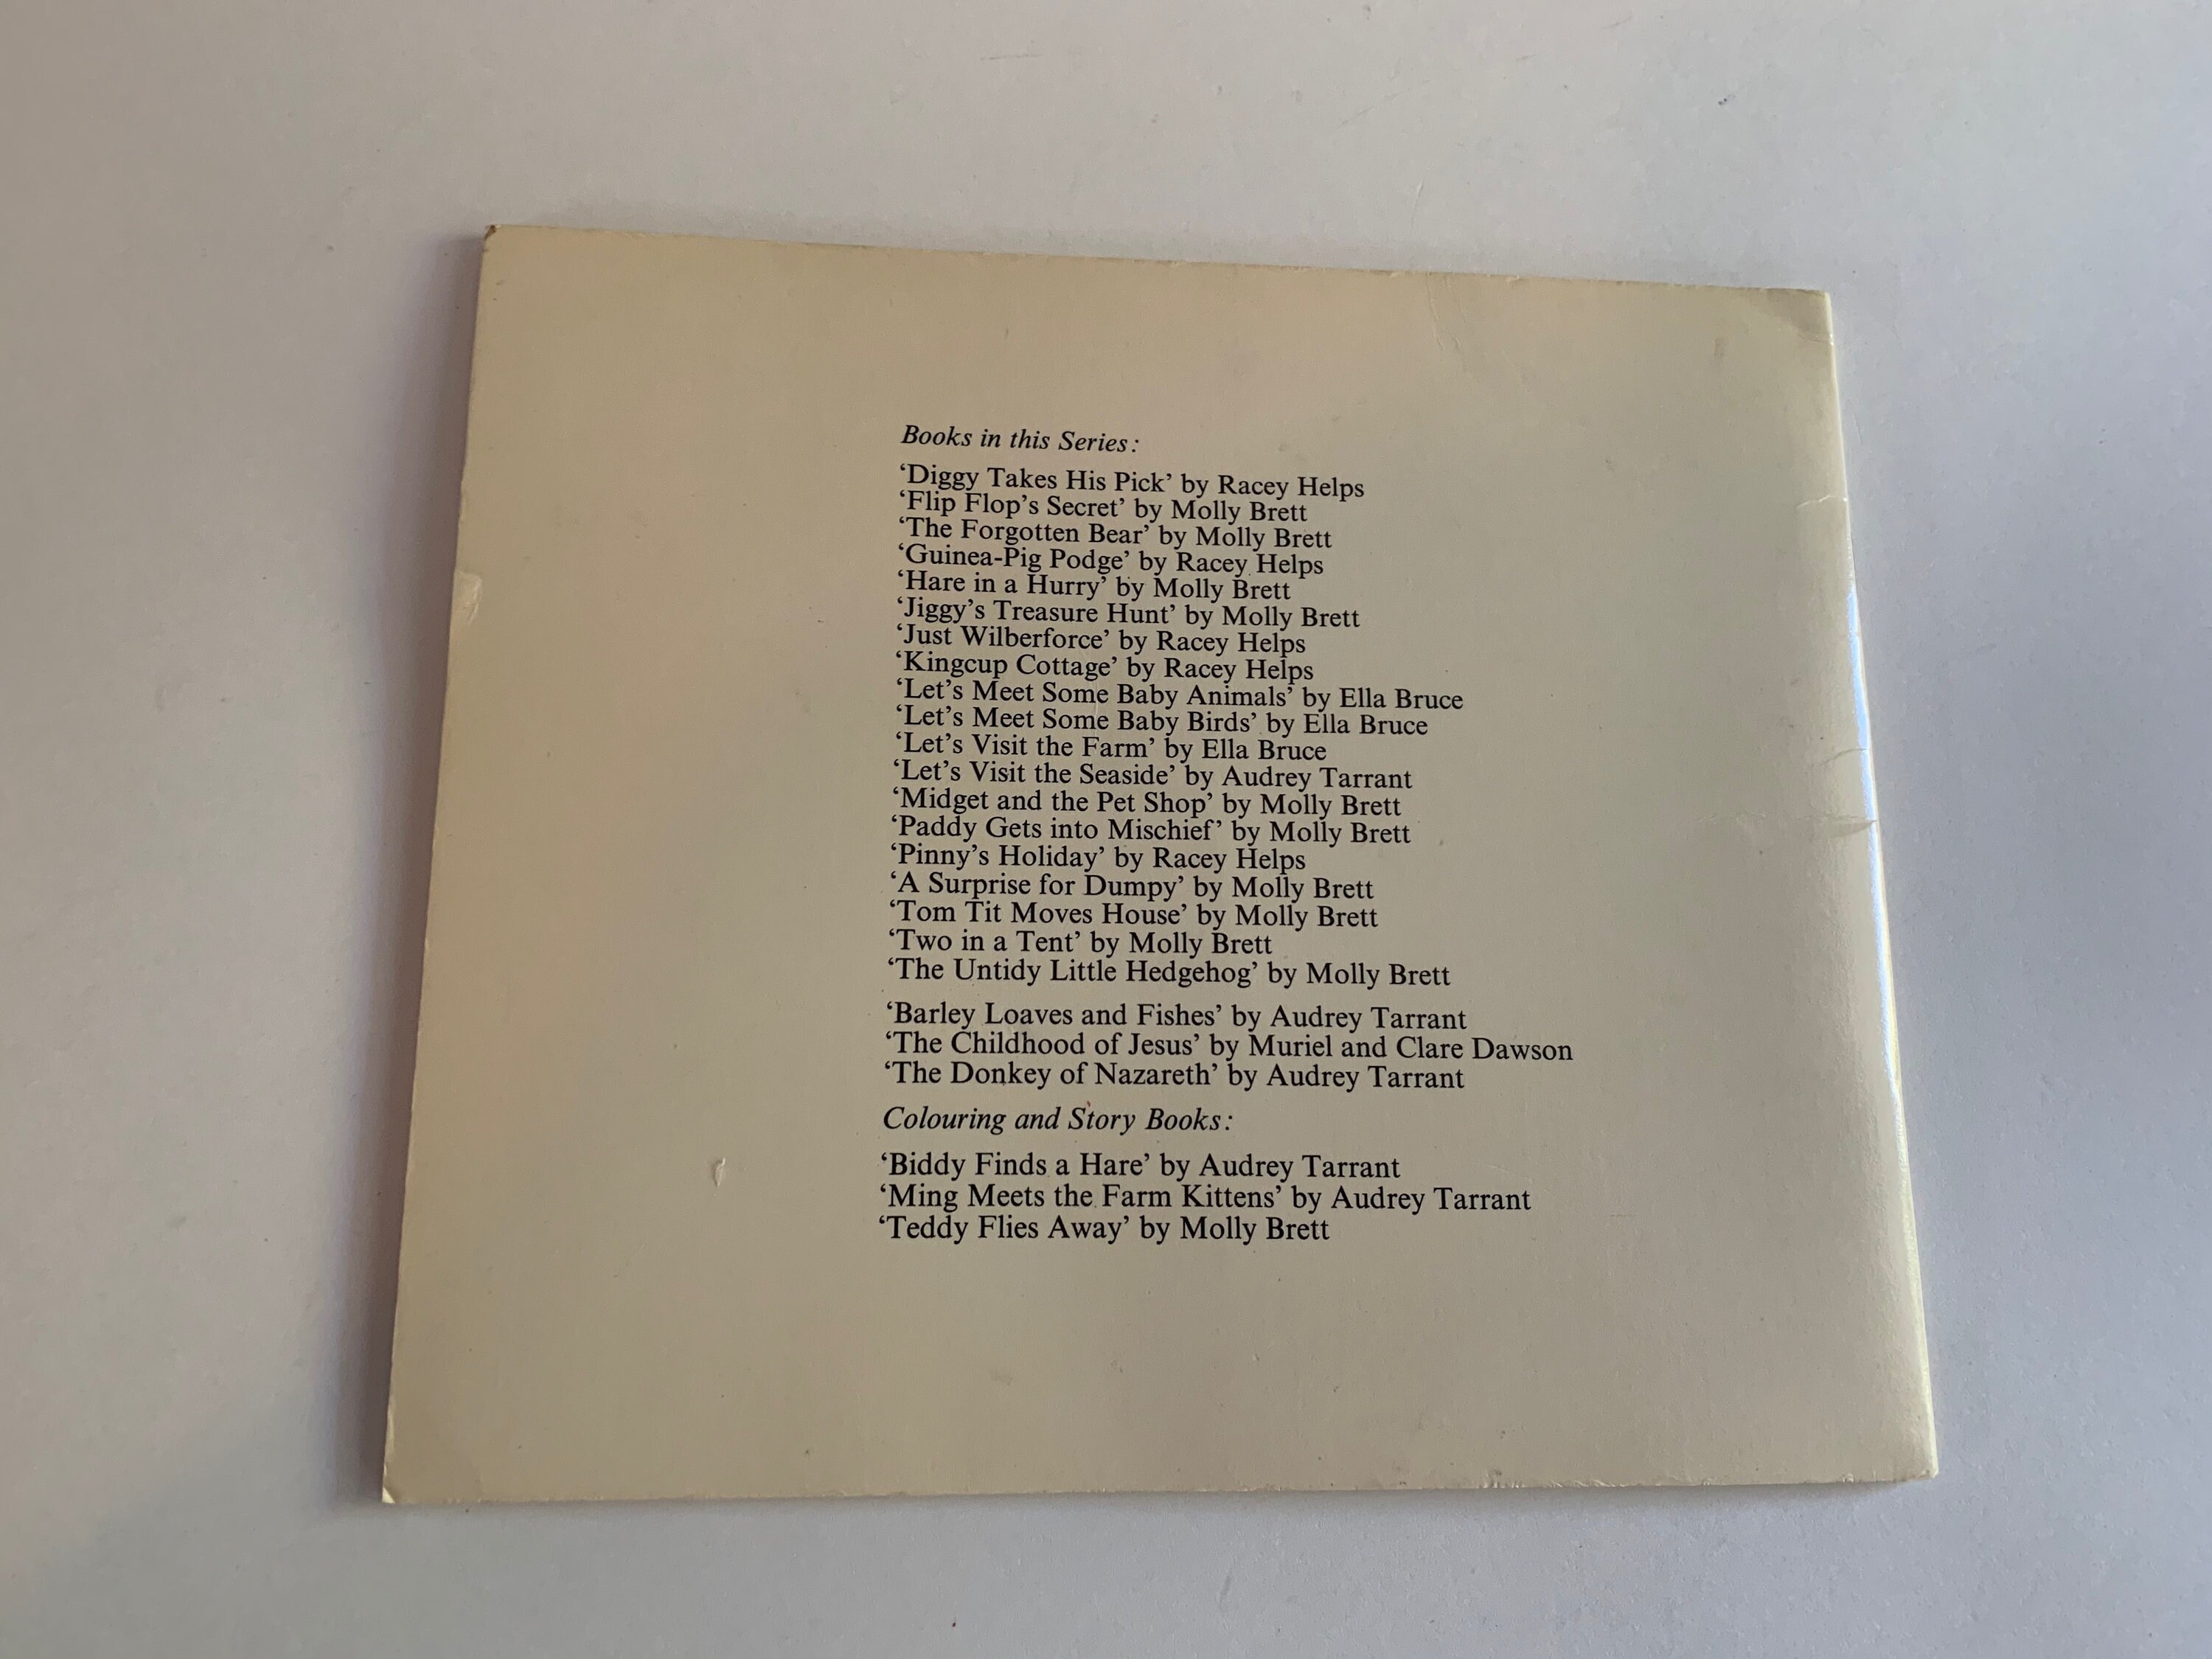 Books in this Series:
‘Diggy Takes His Pick’ by Racey Helps
‘Flip Flop’s Secret’ by Molly Brett
‘The Forgotten Bear’ by Molly Brett
‘Guinea-Pig Podge’ by Racey Helps
‘Hare in a Hurry’ by Molly Brett
‘Jiggy’s Treasure Hunt’ by Molly Brett
‘Just Wilberforce’ by Racey Helps
‘Kingcup Cottage’ by Racey Helps
‘Let’s Meet Some Baby Animals’ by Ella Bruce
‘Let’s Meet Some Baby Birds’ by Ella Bruce
‘Let’s Visit the Farm’ by Ella Bruce
‘Let’s Visit the Seaside’ by Audrey Tarrant
‘Midget and the Pet Shop’ by Molly Brett
‘Paddy Gets into Mischief’ by Molly Brett
‘Pinny’s Holiday’ by Racey Helps
‘A Surprise for Dumpy’ by Molly Brett
‘Tom Tit Moves House’ by Molly Brett
‘Two in a Tent’ by Molly Brett
‘The Untidy Little Hedgehog’ by Molly Brett
‘Barley Loaves and Fishes’ by Audrey Tarrant
‘The Childhood of Jesus’ by Muriel and Clare Dawson
‘The Donkey of Nazareth’ by Audrey Tarrant
Colouring and Story Books:
‘Biddy Finds a Hare’ by Audrey Tarrant
‘Ming Meets the Farm Kittens’ by Audrey Tarrant
‘Teddy Flies Away’ by Molly Brett